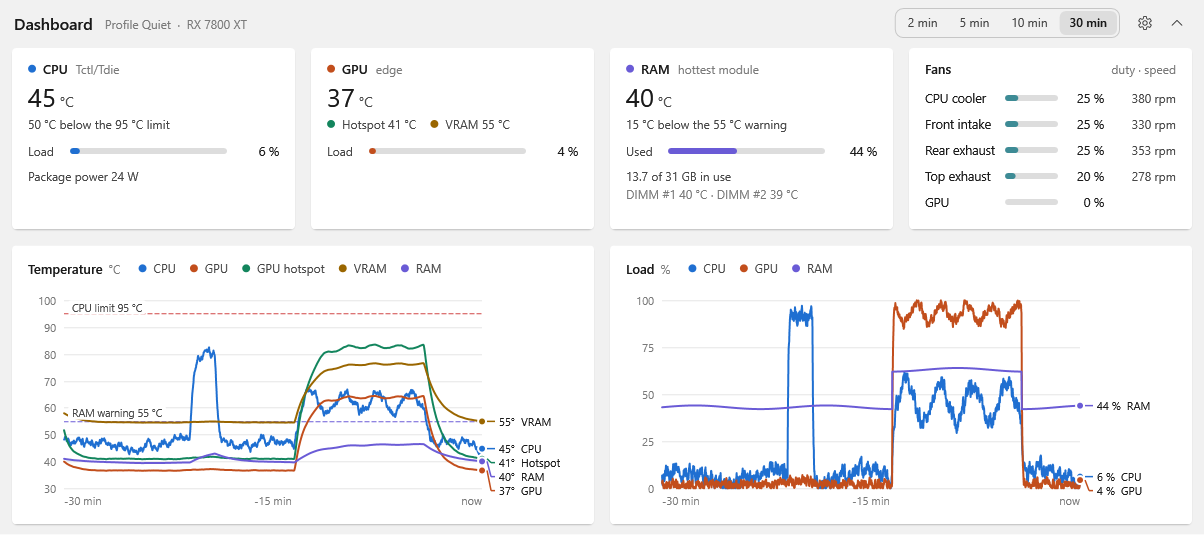 Dashboard Profile Quiet · RX 7800 XT 2 min 5 min 10 min 30 min
CPU Tctl/Tdie
45 °C
50 °C below the 95 °C limit
Load 6 %
Package power 24 W
GPU edge
37 °C
Hotspot 41 °C VRAM 55 °C
Load 4 %
RAM hottest module
40 °C
15 °C below the 55 °C warning
Used 44 %
13.7 of 31 GB in use
DIMM #1 40 °C · DIMM #2 39 °C
Fans duty · speed
CPU cooler 25 % 380 rpm
Front intake 25 % 330 rpm
Rear exhaust 25 % 353 rpm
Top exhaust 20 % 278 rpm
GPU 0 %
Temperature °C CPU GPU GPU hotspot VRAM RAM
100
CPU limit 95 °C
90
80
70
60
RAM warning 55 °C
50
40
30
55° VRAM
45° CPU
41° Hotspot
40° RAM
37° GPU
-30 min -15 min now
Load % CPU GPU RAM
100
75
50
25
0
44 % RAM
6 % CPU
4 % GPU
-30 min -15 min now